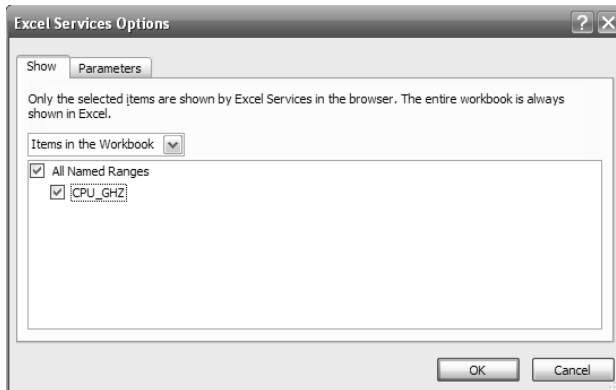 Excel Services Options
Show
Parameters
Only the selected items are shown by Excel Services in the browser. The entire workbook is always
shown in Excel.
Items in the Workbook
All Named Ranges
CPU_GHZ
OK
Cancel